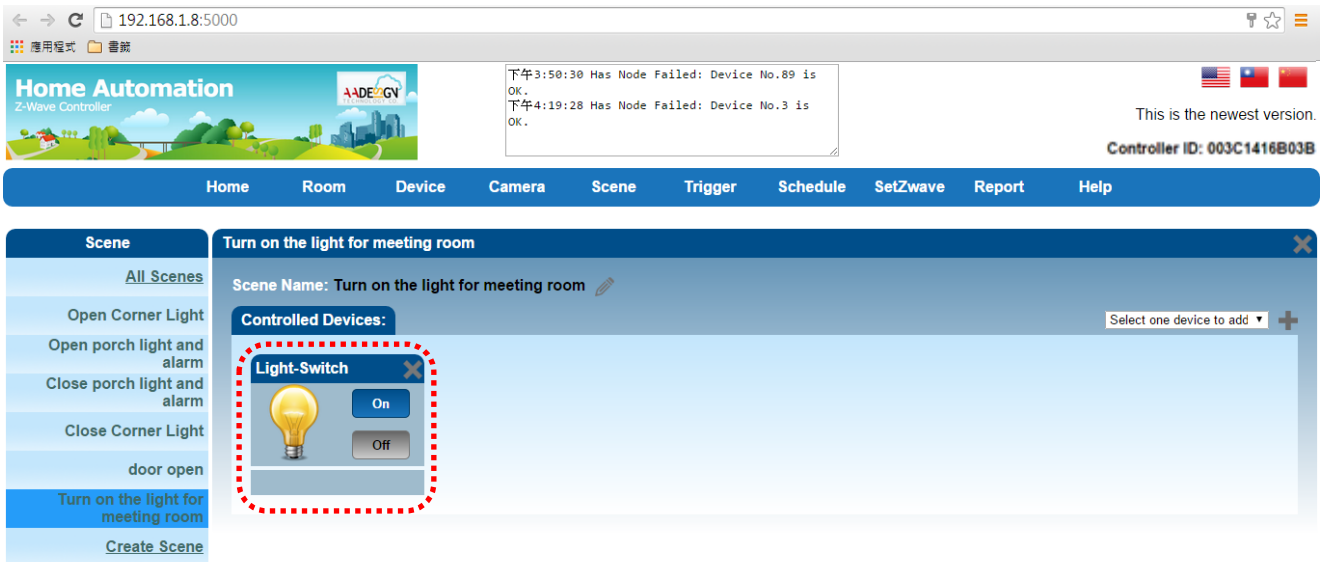 192.168.1.8:5000
應用程式 書籤
Home Automation
Z-Wave Controller
AADESIGN
TECHNOLOGY CO.
下午3:50:30 Has Node Failed: Device No.89 is
OK.
下午4:19:28 Has Node Failed: Device No.3 is
OK.
This is the newest version.
Controller ID: 003C1416B03B
Home Room Device Camera Scene Trigger Schedule SetZwave Report Help
Scene
All Scenes
Open Corner Light
Open porch light and
alarm
Close porch light and
alarm
Close Corner Light
door open
Turn on the light for
meeting room
Create Scene
Turn on the light for meeting room
Scene Name: Turn on the light for meeting room
Controlled Devices:
Select one device to add
Light-Switch
On
Off